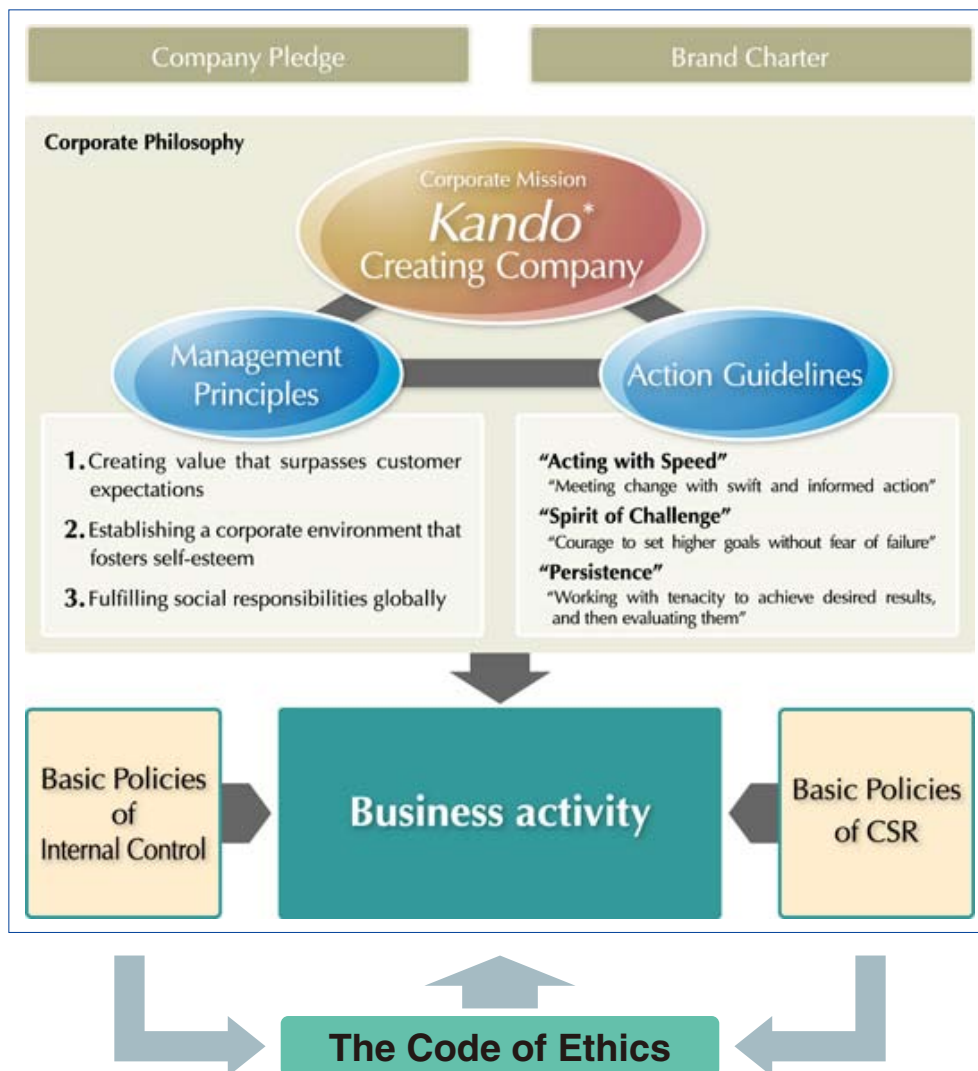 Company Pledge
Brand Charter
Corporate Philosophy
Corporate Mission
Kando*
Creating Company
Management
Principles
Action Guidelines
1. Creating value that surpasses customer
expectations
2. Establishing a corporate environment that
fosters self-esteem
3. Fulfilling social responsibilities globally
“Acting with Speed”
“Meeting change with swift and informed action”
“Spirit of Challenge”
“Courage to set higher goals without fear of failure”
“Persistence”
“Working with tenacity to achieve desired results,
and then evaluating them”
Basic Policies
of
Internal Control
Business activity
Basic Policies
of CSR
The Code of Ethics